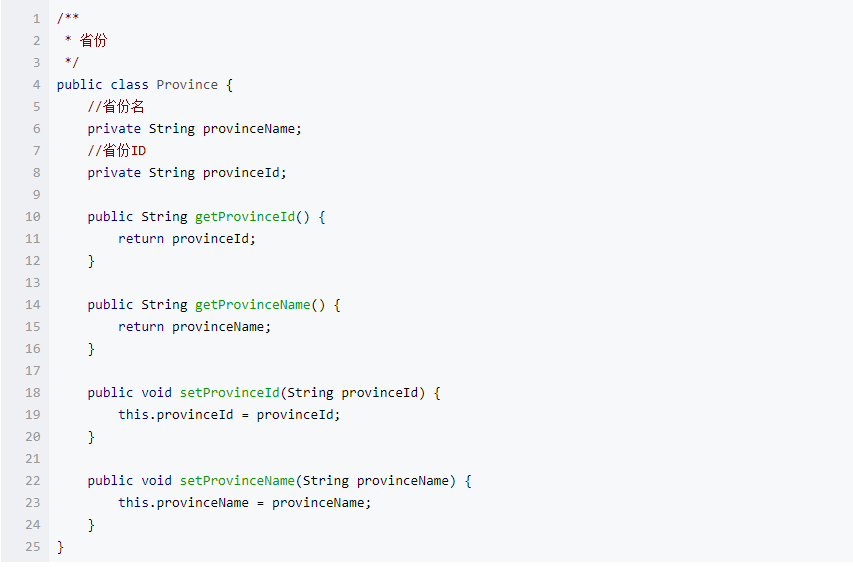 1 /**
2  * 省份
3  */
4 public class Province {
5     //省份名
6     private String provinceName;
7     //省份ID
8     private String provinceId;
9
10     public String getProvinceId() {
11         return provinceId;
12     }
13
14     public String getProvinceName() {
15         return provinceName;
16     }
17
18     public void setProvinceId(String provinceId) {
19         this.provinceId = provinceId;
20     }
21
22     public void setProvinceName(String provinceName) {
23         this.provinceName = provinceName;
24     }
25 }